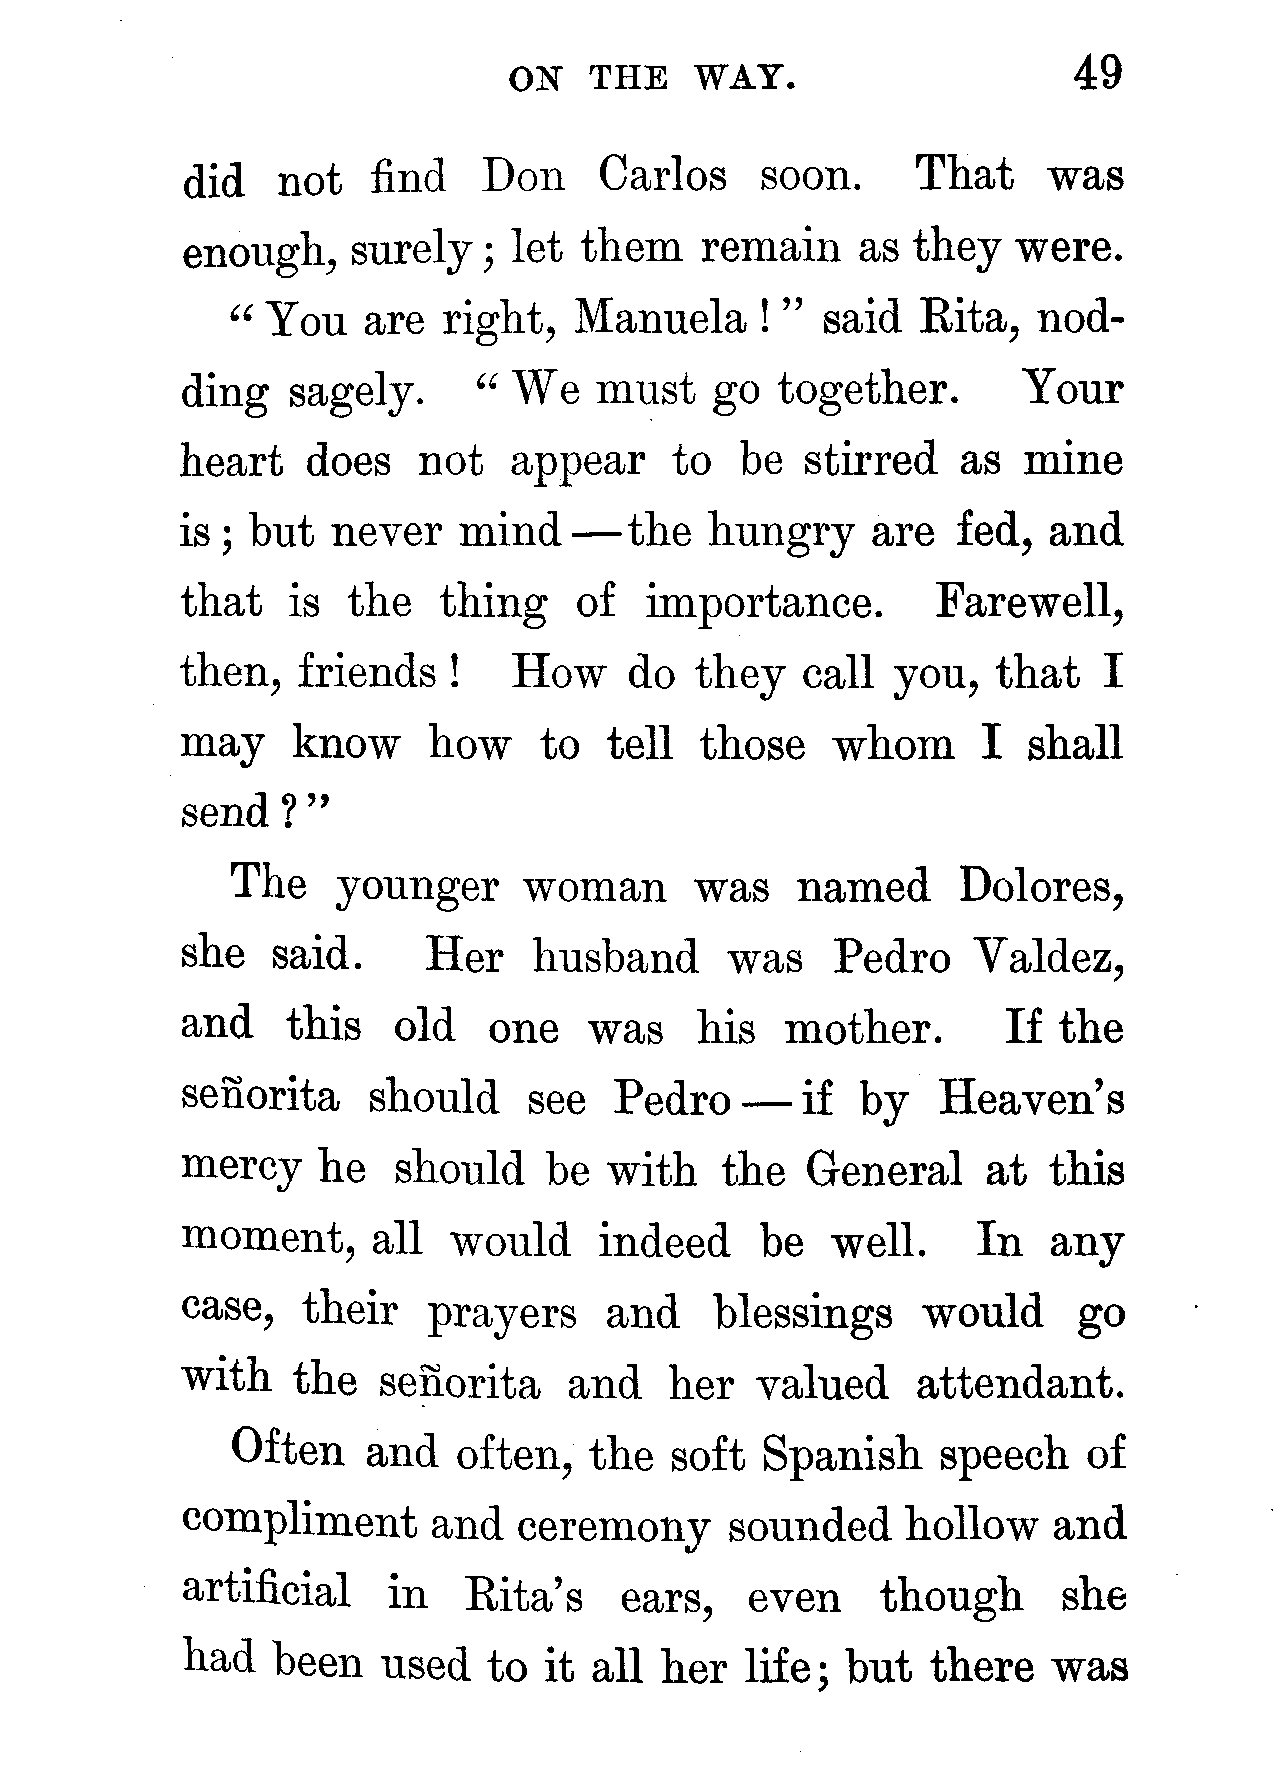 ON THE WAY. 49
did not find Don Carlos soon. That was
enough, surely; let them remain as they were.
“You are right, Manuela!” said Rita, nod-
ding sagely. “We must go together. Your
heart does not appear to be stirred as mine
is; but never mind—the hungry are fed, and
that is the thing of importance. Farewell,
then, friends! How do they call you, that I
may know how to tell those whom I shall
send?”
The younger woman was named Dolores,
she said. Her husband was Pedro Valdez,
and this old one was his mother. If the
señorita should see Pedro—if by Heaven's
mercy he should be with the General at this
moment, all would indeed be well. In any
case, their prayers and blessings would go
with the señorita and her valued attendant.
Often and often, the soft Spanish speech of
compliment and ceremony sounded hollow and
artificial in Rita's ears, even though she
had been used to it all her life; but there was